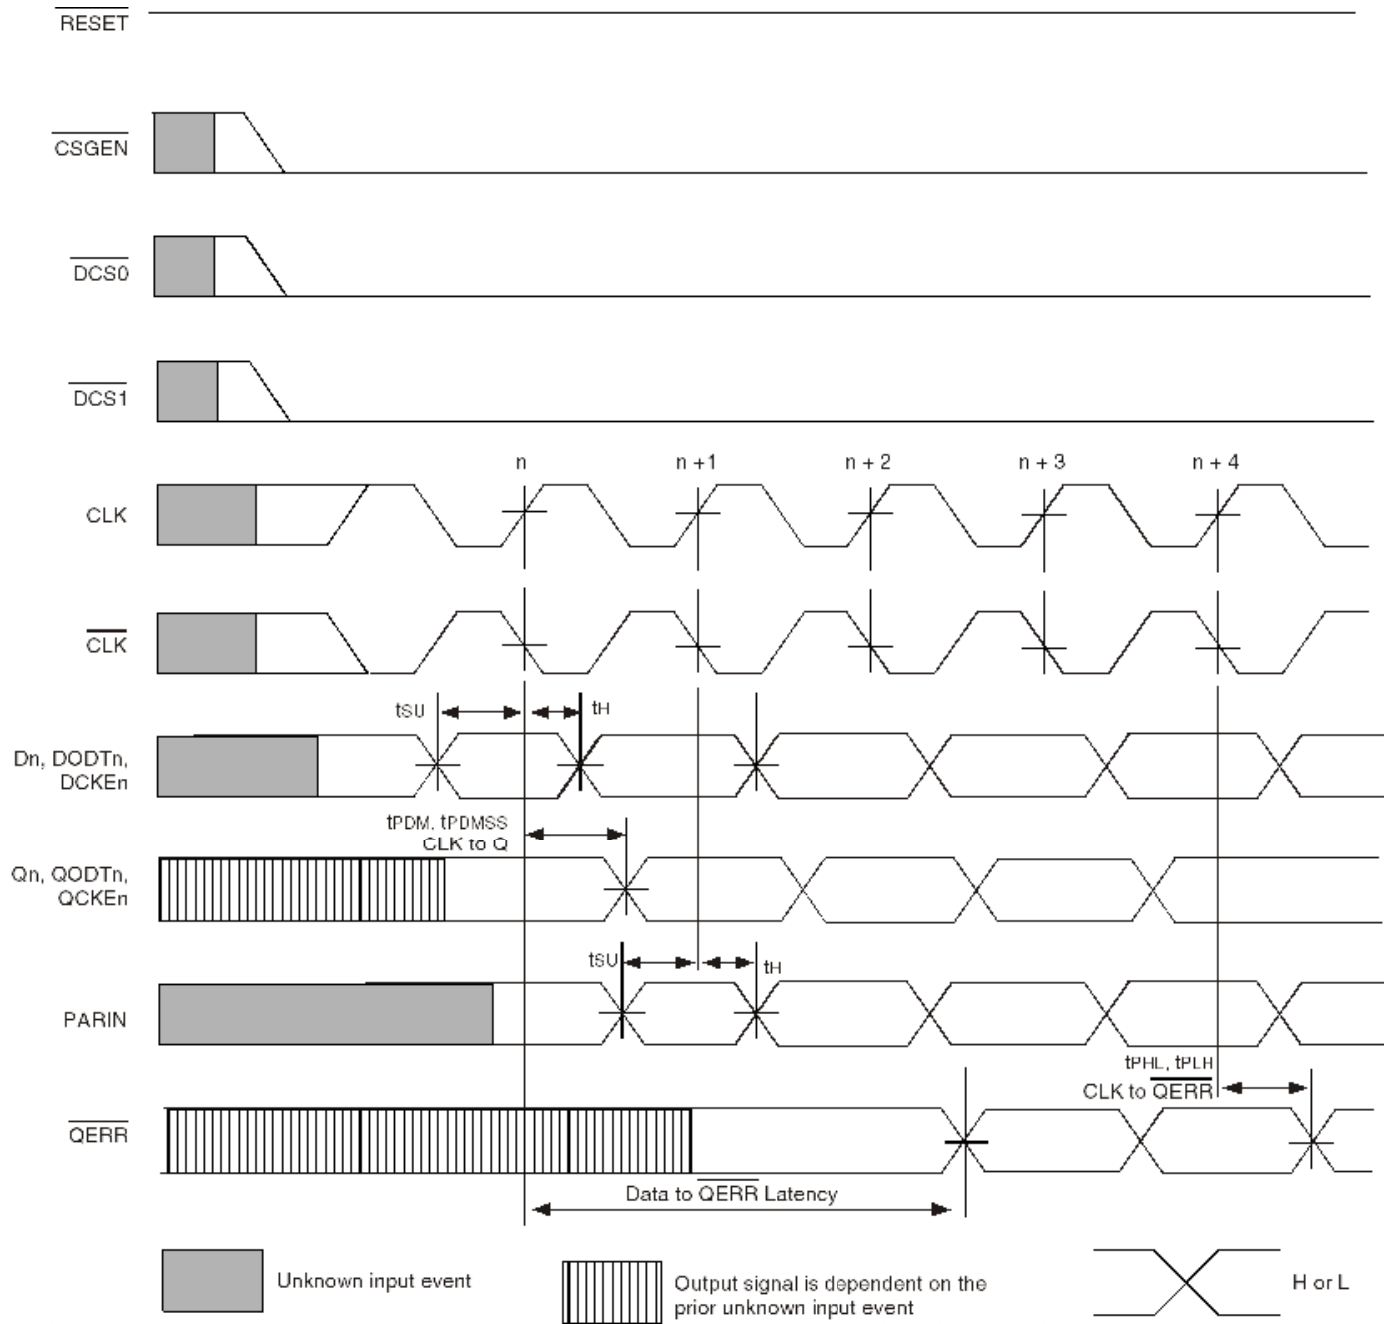 RESET
CSGEN
DCS0
DCS1
n
n + 1
n + 2
n + 3
n + 4
CLK
CLK
tSU
tH
Dn, DODTn,
DCKEn
tPDM, tPDMSS
CLK to Q
Qn, QODTn,
QCKEn
tSU
tH
PARIN
tPHL, tPLH
CLK to QERR
QERR
Data to QERR Latency
Unknown input event
Output signal is dependent on the
prior unknown input event
H or L